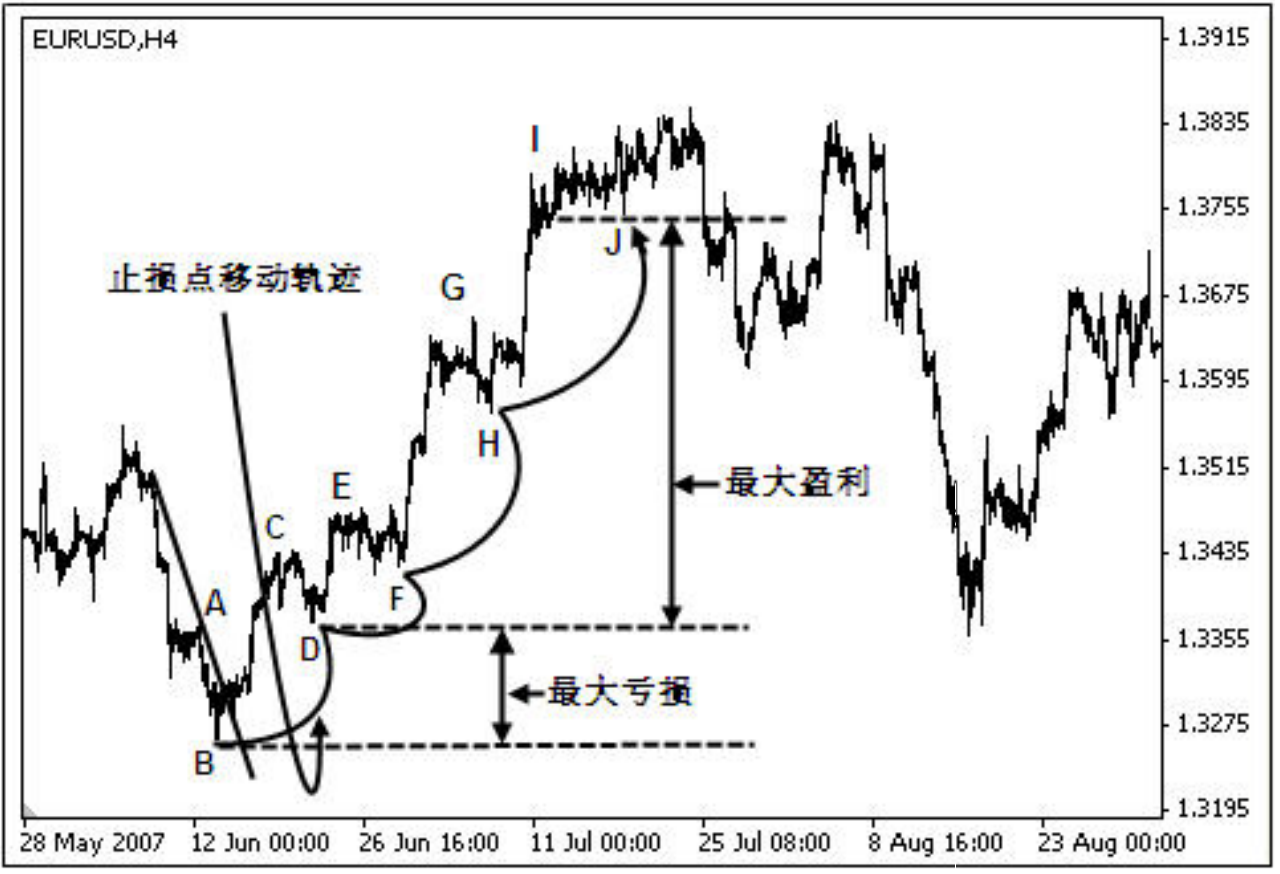 EURUSD,H4
1.3915
1.3835
I
1.3755
J
止损点移动轨迹
G
1.3675
1.3595
H
E
最大盈利
1.3515
C
1.3435
A
F
D
1.3355
最大亏损
B
1.3275
1.3195
28 May 2007
12 Jun 00:00
26 Jun 16:00
11 Jul 00:00
25 Jul 08:00
8 Aug 16:00
23 Aug 00:00